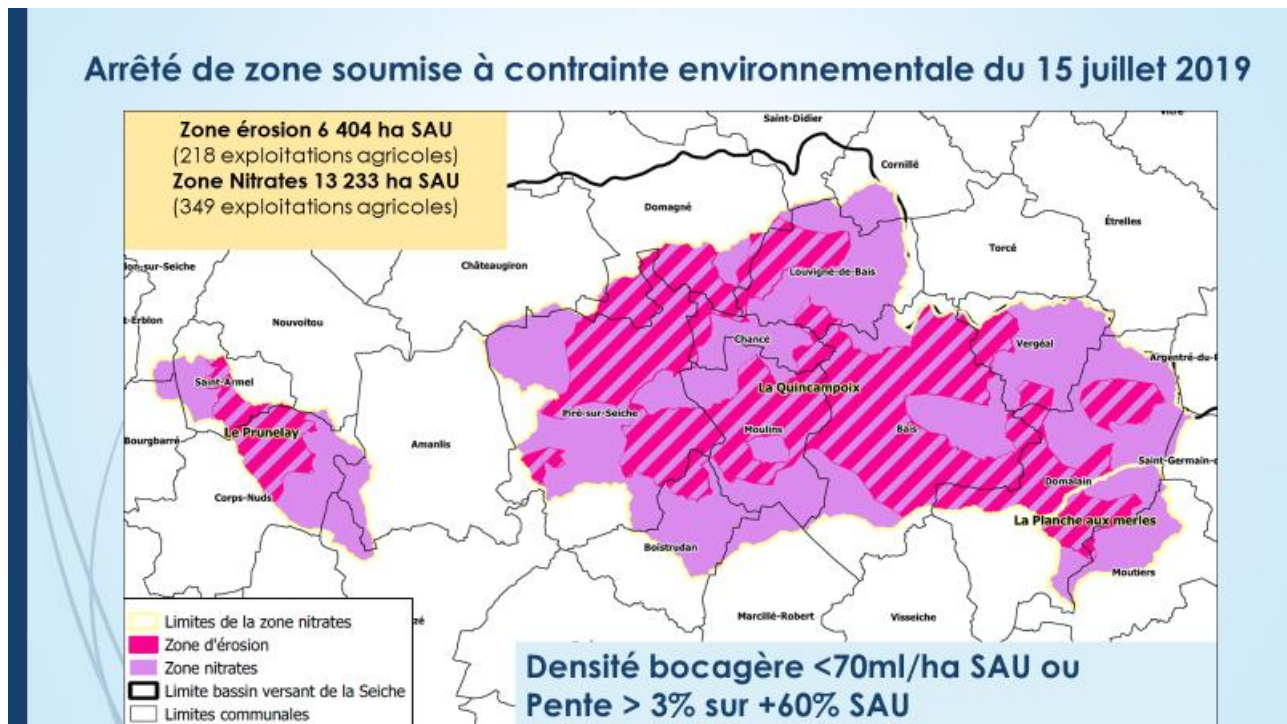 Arrêté de zone soumise à contrainte environnementale du 15 juillet 2019
Zone érosion 6 404 ha SAU
(218 exploitations agricoles)
Zone Nitrates 13 233 ha SAU
(349 exploitations agricoles)
Saint-Didier
Cornillé
Domagné
Étrelles
Torcé
Châteaugiron
Louvigné-de-Bais
Nouvoitou
Chancé
Vergéal
Saint-Armel
La Quincampoix
Piré-sur-Seiche
Le Prunelay
Moulins
Bais
Bourgbarré
Amanlis
Saint-Germain-d
Domalain
Corps-Nuds
La Planche aux merles
Boistrudan
Moutiers
Marcillé-Robert
Visseiche
Limites de la zone nitrates
Zone d'érosion
Zone nitrates
Limite bassin versant de la Seiche
Limites communales
Densité bocagère <70ml/ha SAU ou
Pente > 3% sur +60% SAU